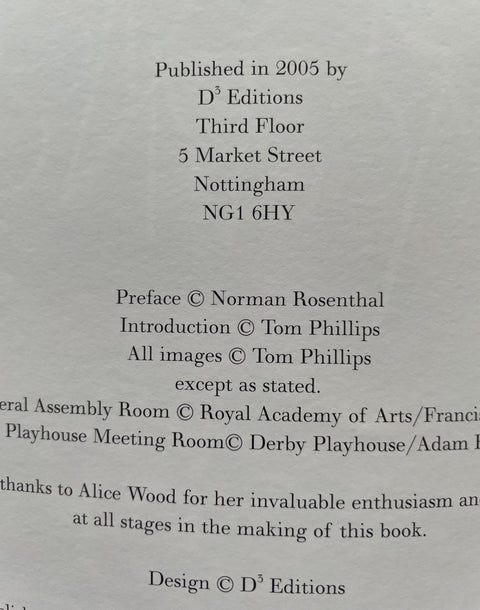 Published in 2005 by
D³ Editions
Third Floor
5 Market Street
Nottingham
NG1 6HY
Preface © Norman Rosenthal
Introduction © Tom Phillips
All images © Tom Phillips
except as stated.
eral Assembly Room © Royal Academy of Arts/Francis
Playhouse Meeting Room© Derby Playhouse/Adam
thanks to Alice Wood for her invaluable enthusiasm an
at all stages in the making of this book.
Design © D³ Editions